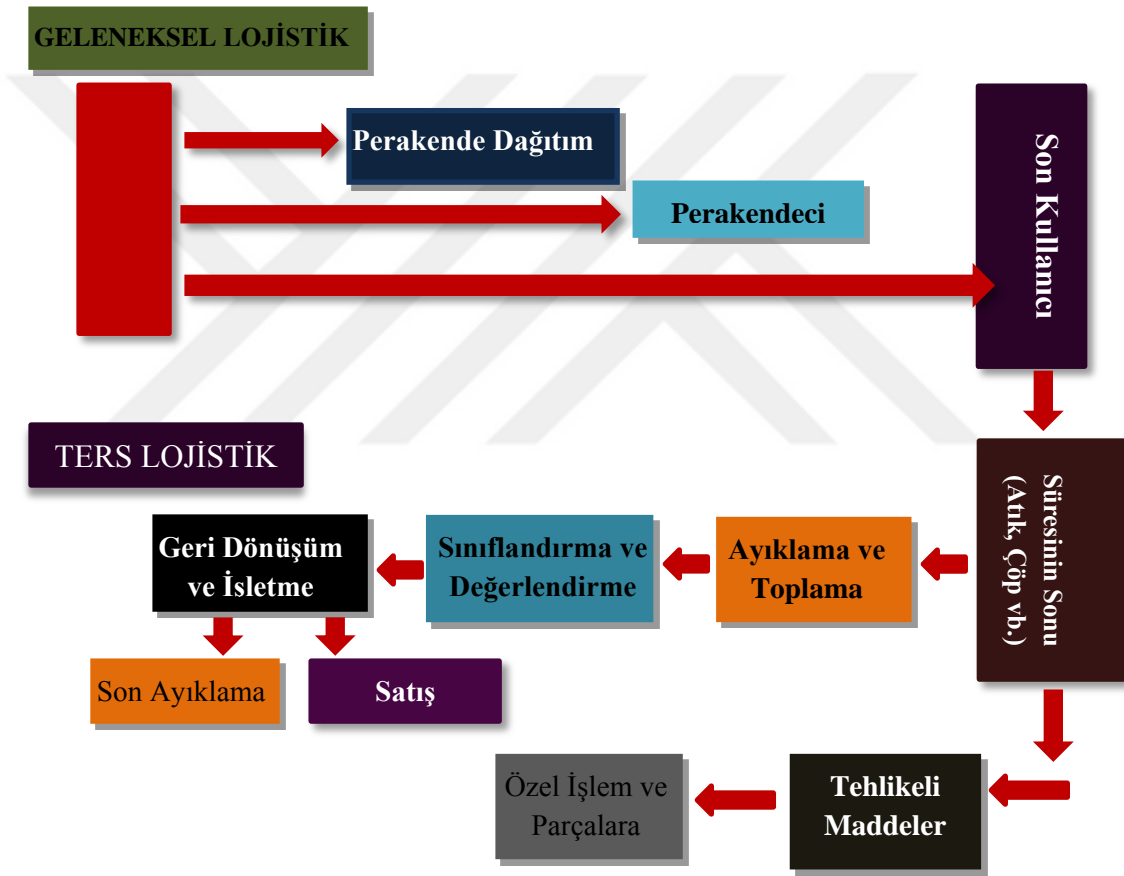 GELENEKSEL LOJİSTİK
Perakende Dağıtım
Perakendeci
Son Kullanıcı
TERS LOJİSTİK
Süresinin Sonu
(Atık, Çöp vb.)
Ayıklama ve
Toplama
Sınıflandırma ve
Değerlendirme
Geri Dönüşüm
ve İşletme
Son Ayıklama
Satış
Tehlikeli
Maddeler
Özel İşlem ve
Parçalara